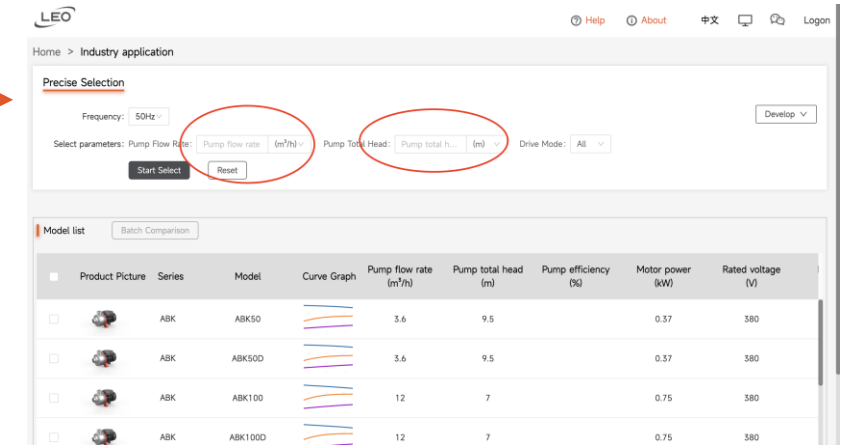 LEO
Help About 中文 Logon
Home > Industry application
Precise Selection
Frequency: 50Hz
Develop
Select parameters: Pump Flow Rate: Pump flow rate (m³/h) Pump Total Head: Pump total h... (m) Drive Mode: All
Start Select Reset
Model list Batch Comparison
Product Picture Series Model Curve Graph Pump flow rate (m³/h) Pump total head (m) Pump efficiency (%) Motor power (kW) Rated voltage (V)
ABK ABK50 3.6 9.5 0.37 380
ABK ABK50D 3.6 9.5 0.37 380
ABK ABK100 12 7 0.75 380
ABK ABK100D 12 7 0.75 380